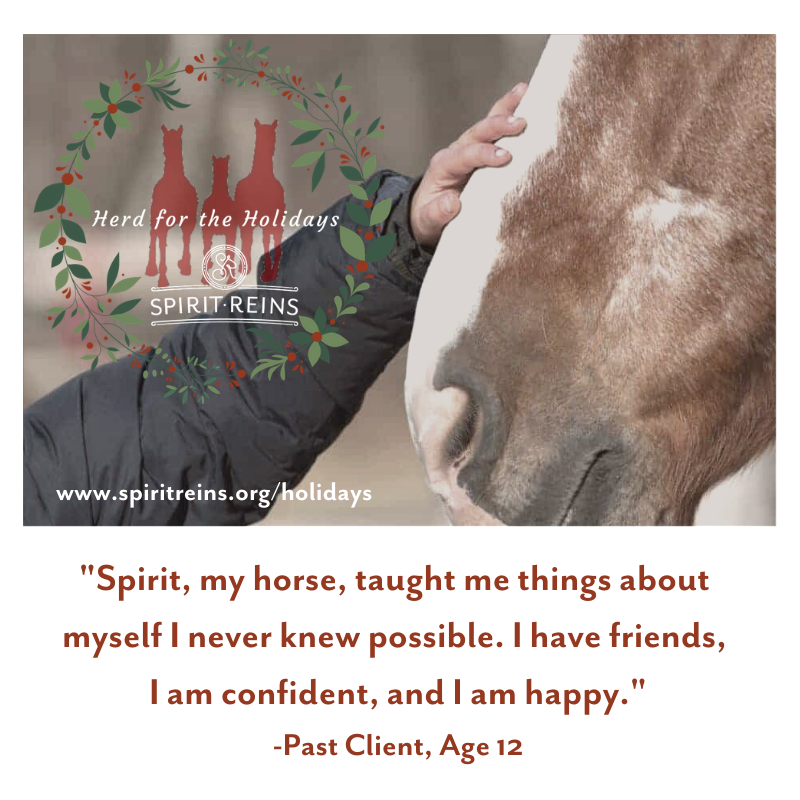 Herd for the Holidays
SR
SPIRIT·REINS
www.spiritreins.org/holidays
"Spirit, my horse, taught me things about
myself I never knew possible. I have friends,
I am confident, and I am happy."
-Past Client, Age 12